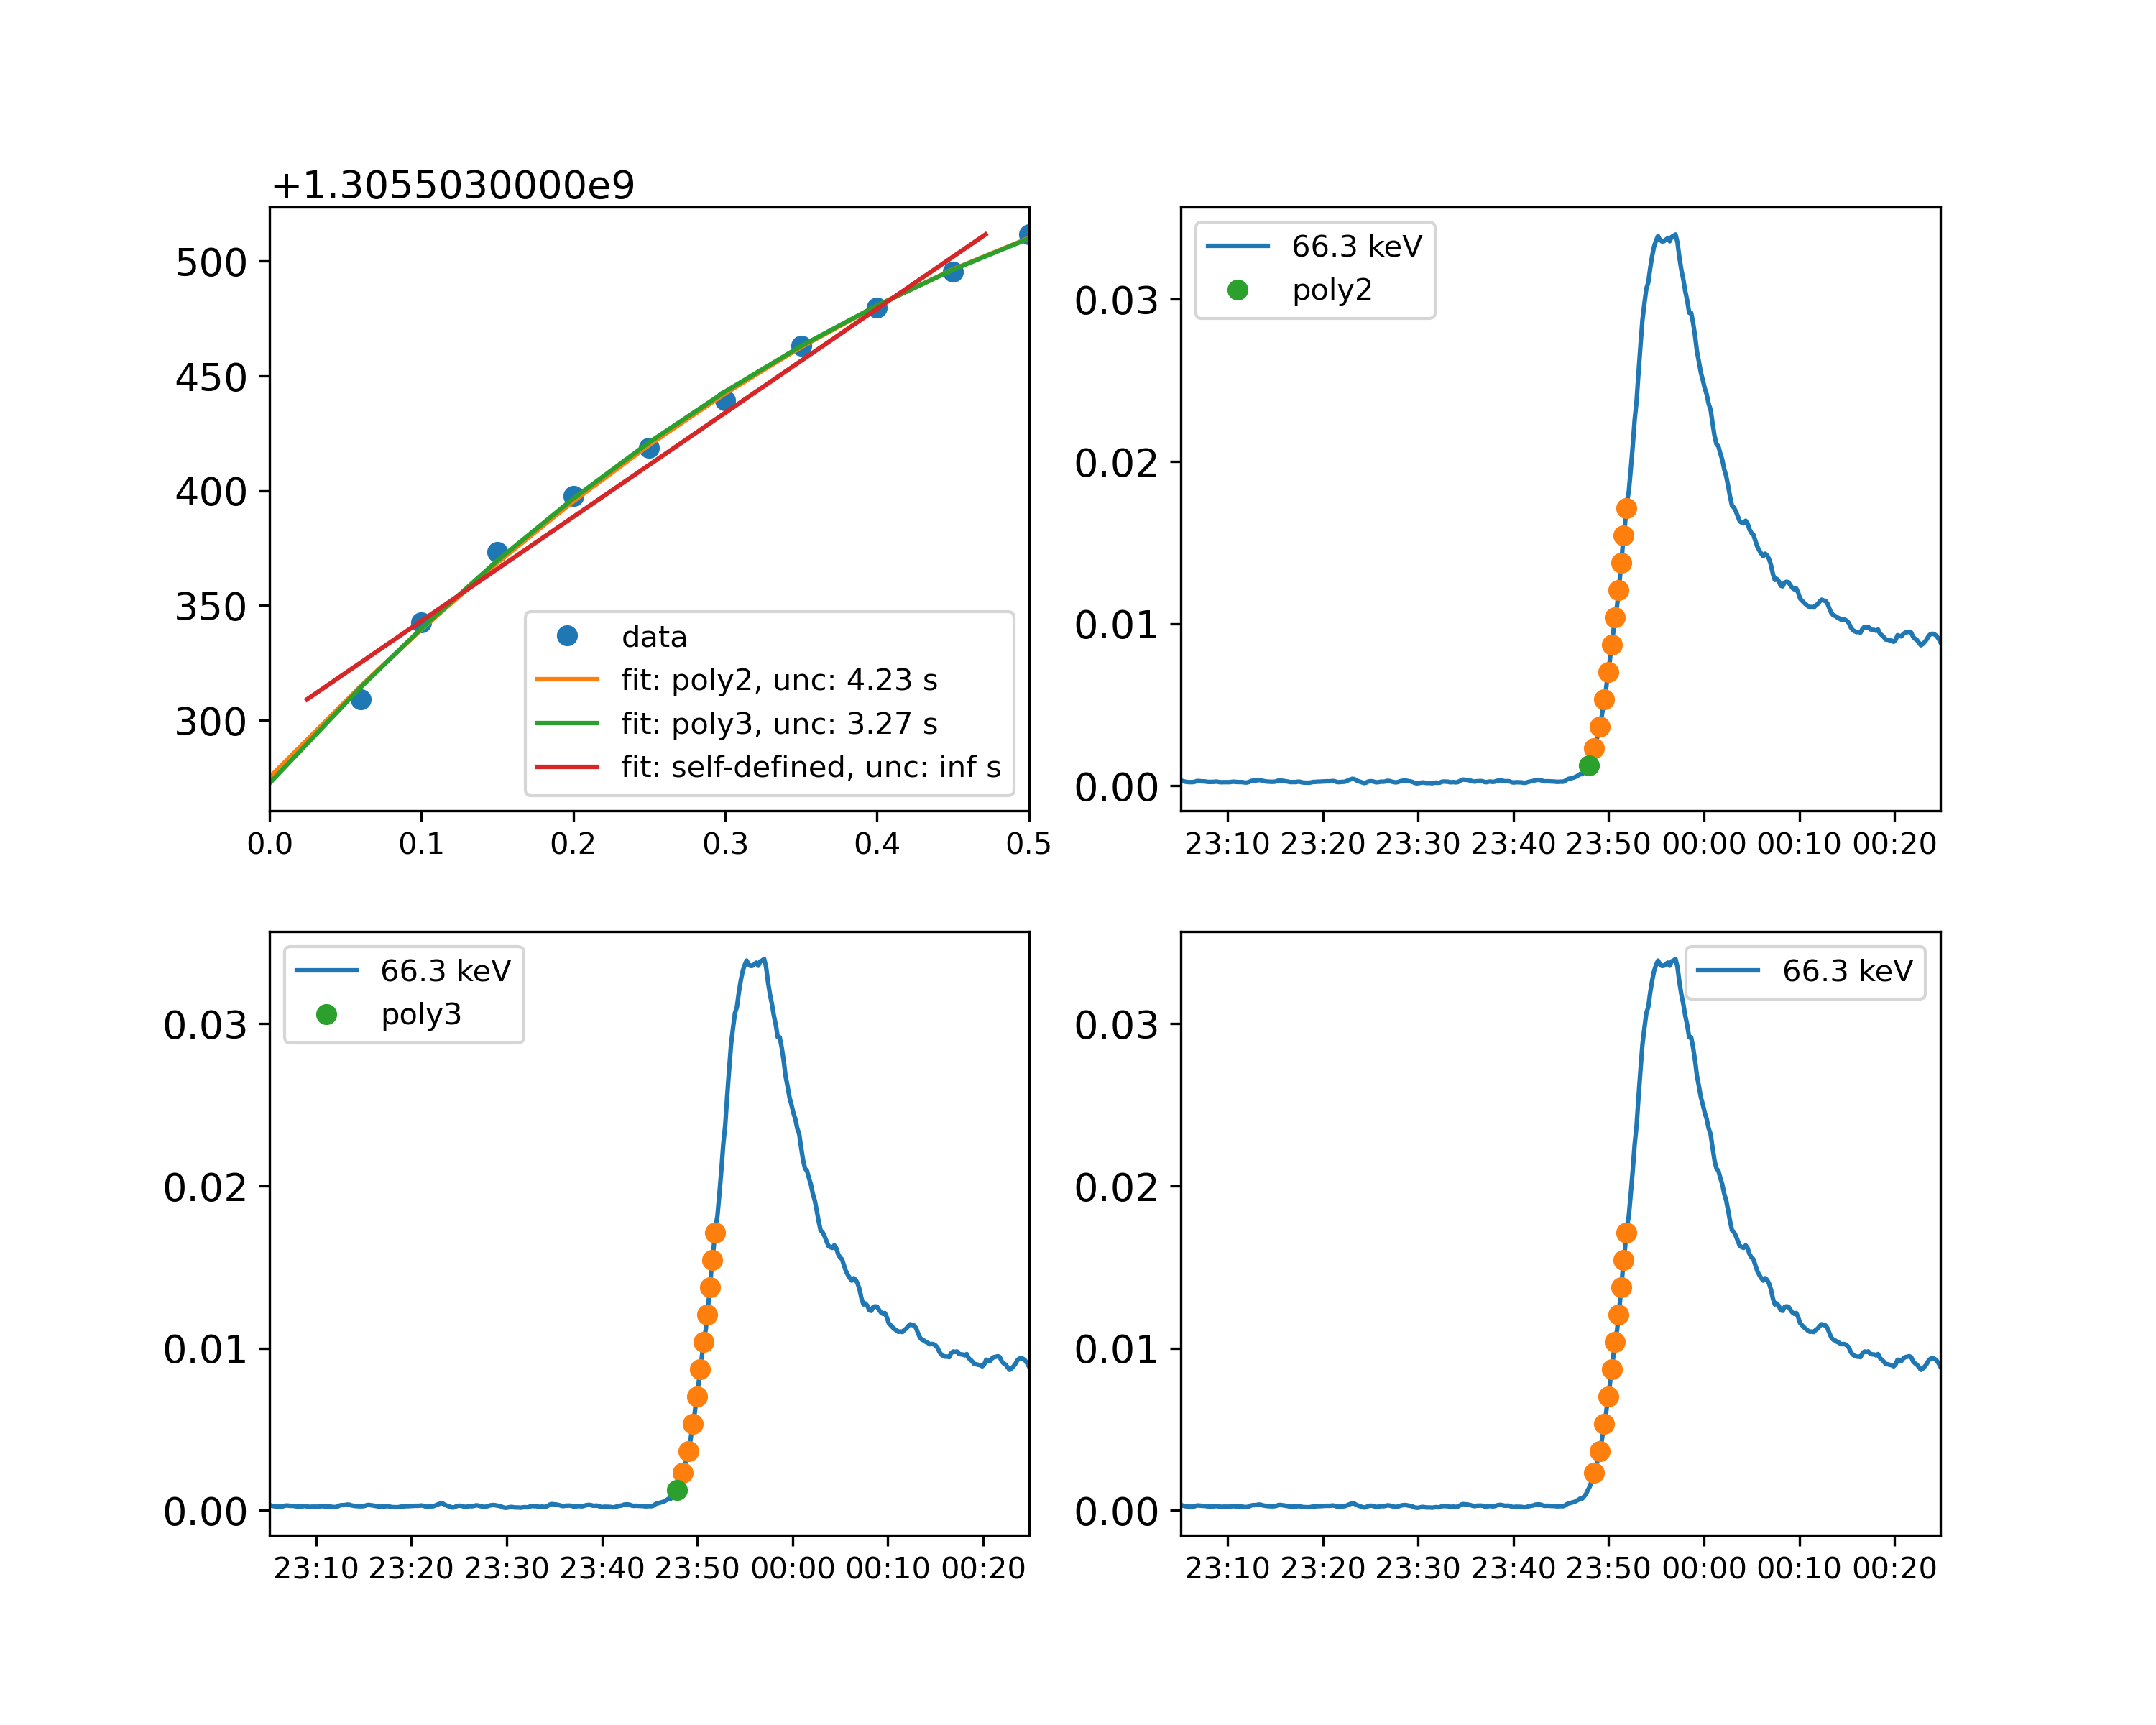 +1.3055030000e9
500
450
400
350
300
0.0 0.1 0.2 0.3 0.4 0.5
data
fit: poly2, unc: 4.23 s
fit: poly3, unc: 3.27 s
fit: self-defined, unc: inf s
66.3 keV
poly2
0.03
0.02
0.01
0.00
23:10 23:20 23:30 23:40 23:50 00:00 00:10 00:20
66.3 keV
poly3
0.03
0.02
0.01
0.00
23:10 23:20 23:30 23:40 23:50 00:00 00:10 00:20
66.3 keV
0.03
0.02
0.01
0.00
23:10 23:20 23:30 23:40 23:50 00:00 00:10 00:20